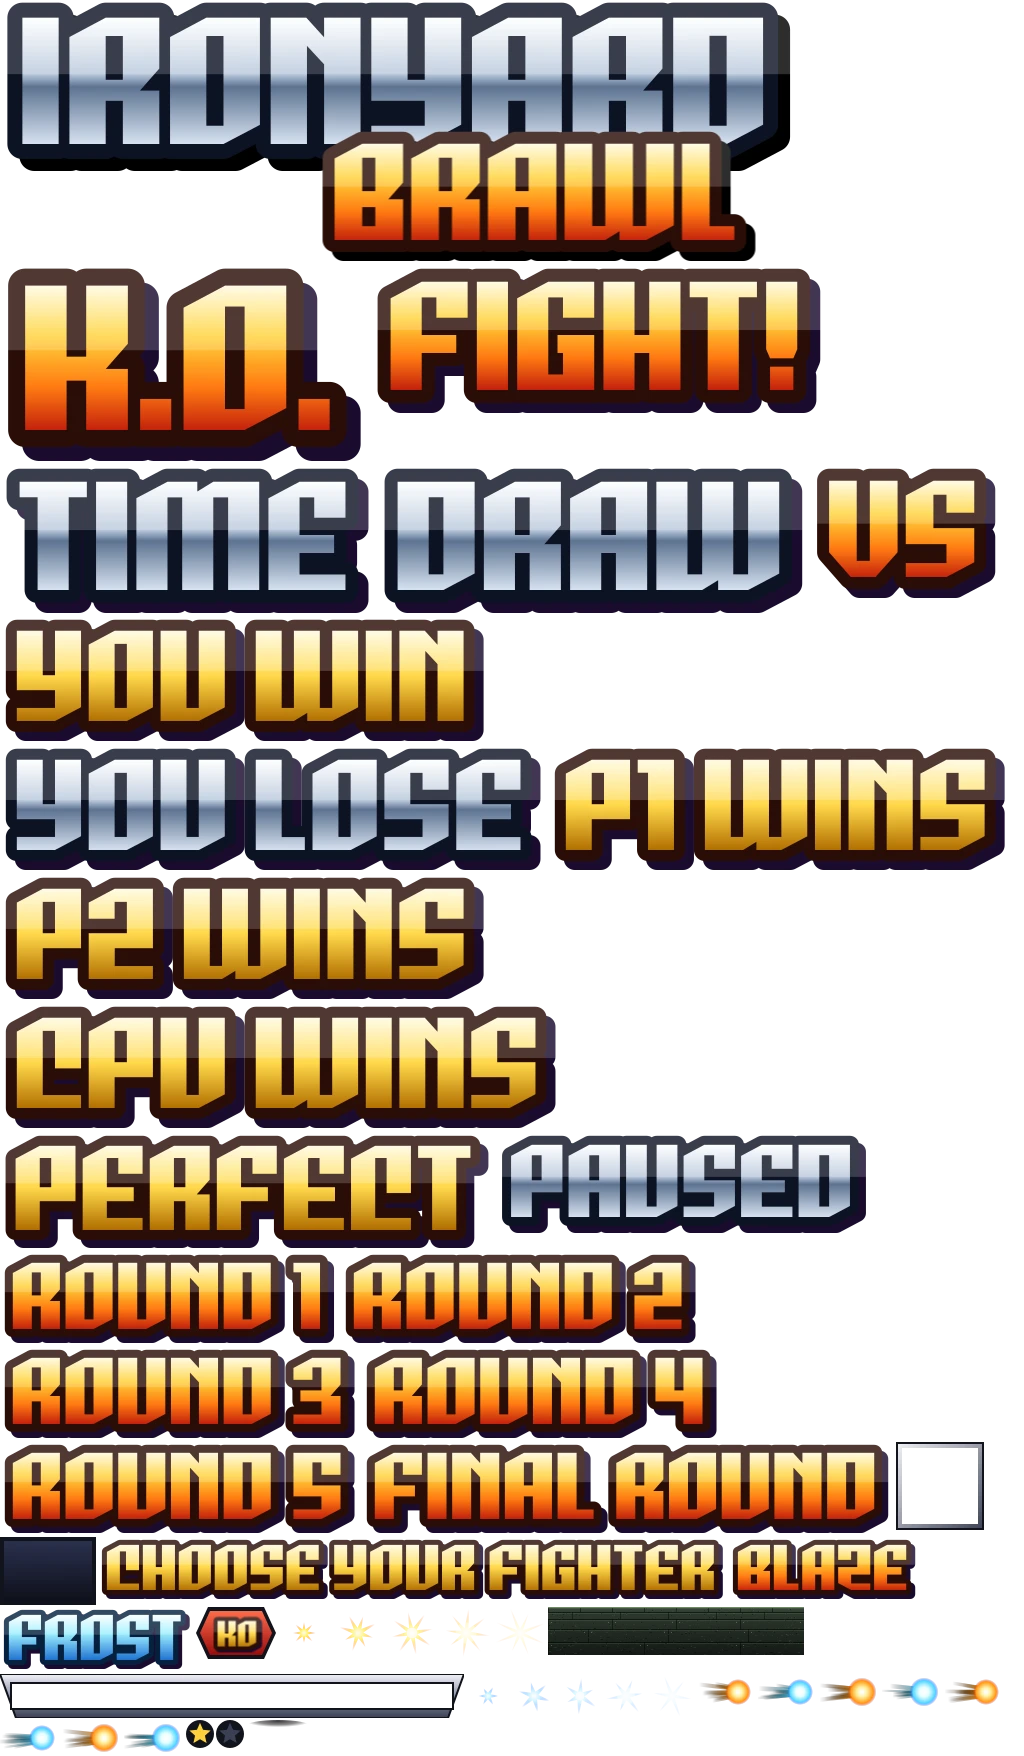 IRONYARD
BRAWL
K.O. FIGHT!
TIME DRAW VS
YOU WIN
YOU LOSE P1 WINS
P2 WINS
CPU WINS
PERFECT PAUSED
ROUND 1 ROUND 2
ROUND 3 ROUND 4
ROUND 5 FINAL ROUND
CHOOSE YOUR FIGHTER BLAZE
FROST KO